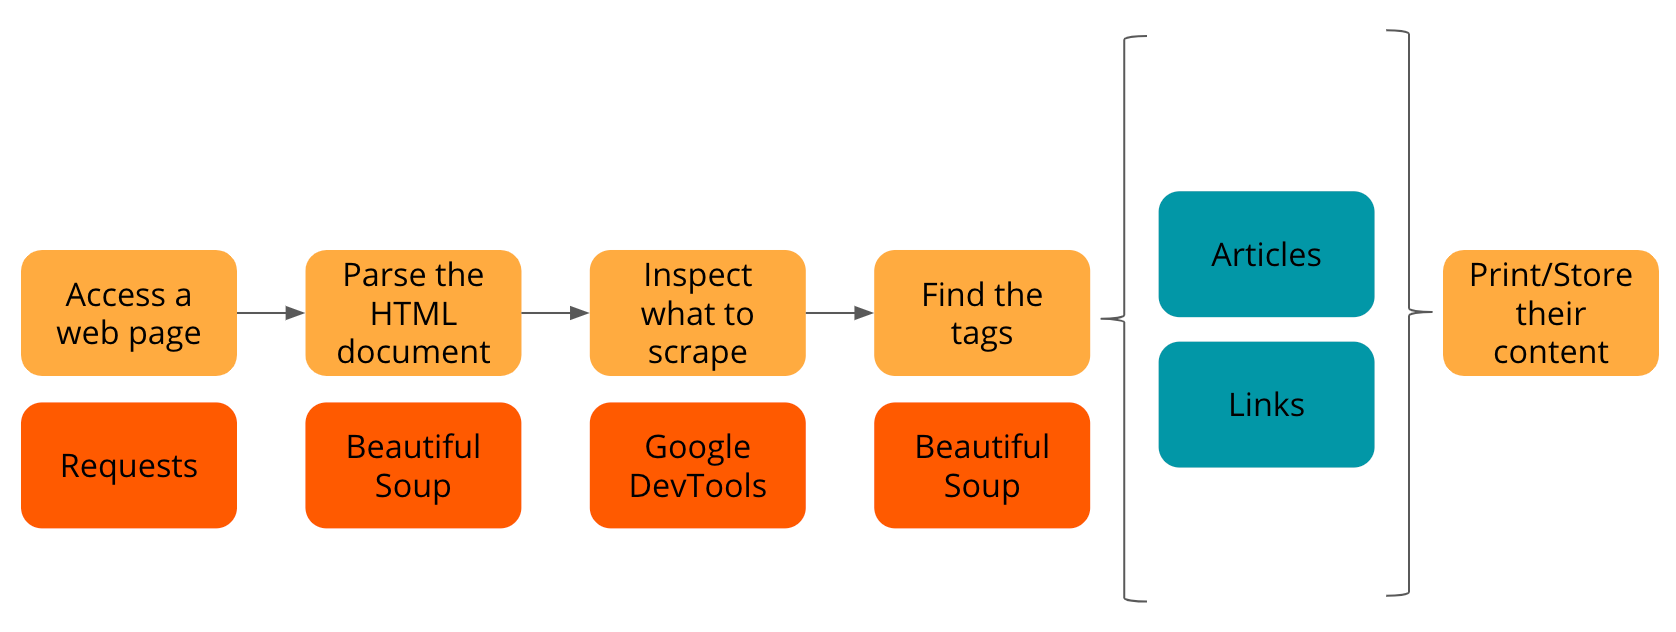 Access a
web page
Parse the
HTML
document
Inspect
what to
scrape
Find the
tags
Articles
Links
Print/Store
their
content
Requests
Beautiful
Soup
Google
DevTools
Beautiful
Soup